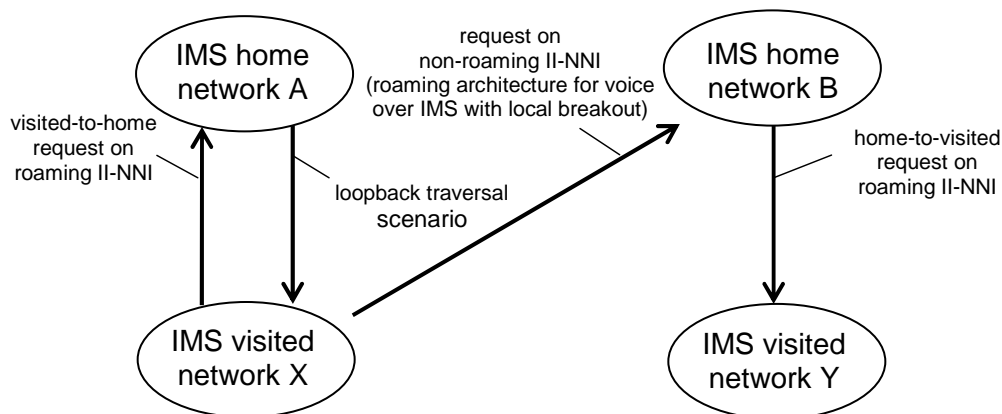 IMS home
network A
request on
non-roaming II-NNI
(roaming architecture for voice
over IMS with local breakout)
IMS home
network B
visited-to-home
request on
roaming II-NNI
loopback traversal
scenario
home-to-visited
request on
roaming II-NNI
IMS visited
network X
IMS visited
network Y